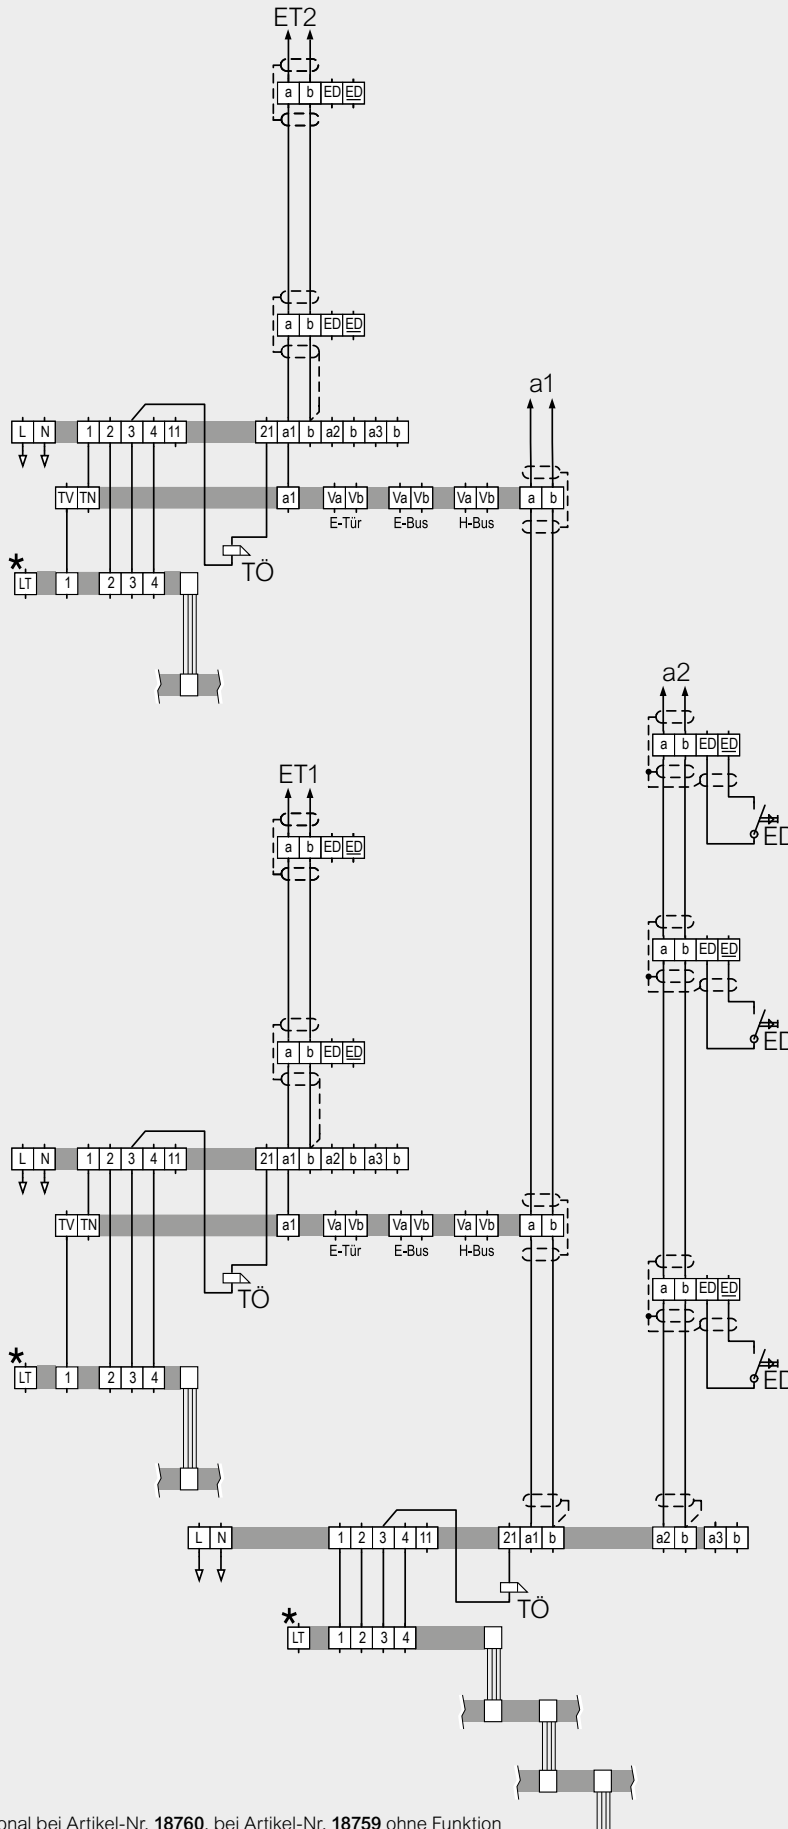 ET2
a b ED ED
a b ED ED
a1
L N 1 2 3 4 11 21 a1 b a2 b a3 b
TV TN a1 Va Vb Va Vb Va Vb a b
E-Tür E-Bus H-Bus
TÖ
*
LT 1 2 3 4
a2
a b ED ED
ED
ET1
a b ED ED
a b ED ED
ED
a b ED ED
L N 1 2 3 4 11 21 a1 b a2 b a3 b
TV TN a1 Va Vb Va Vb Va Vb a b
E-Tür E-Bus H-Bus
TÖ
a b ED ED
*
LT 1 2 3 4
ED
L N 1 2 3 4 11 21 a1 b a2 b a3 b
TÖ
*
LT 1 2 3 4
onal bei Artikel-Nr. 18760, bei Artikel-Nr. 18759 ohne Funktion